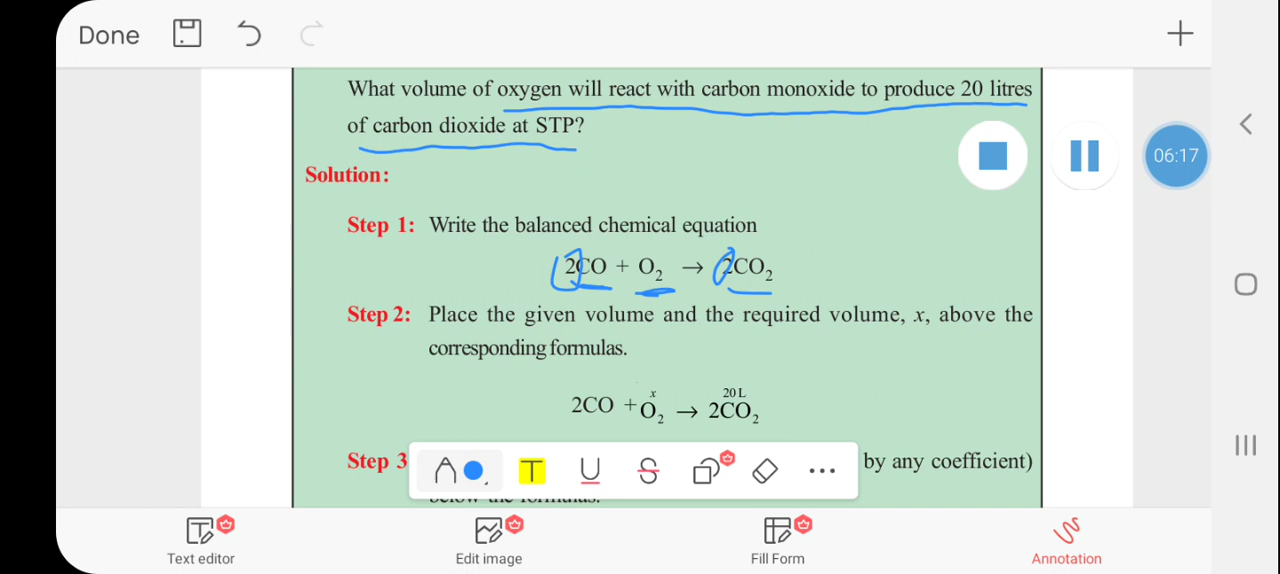 Done
What volume of oxygen will react with carbon monoxide to produce 20 litres
of carbon dioxide at STP?
06:17
Solution:
Step 1: Write the balanced chemical equation
2CO + O₂ → 2CO₂
Step 2: Place the given volume and the required volume, x, above the
corresponding formulas.
x 20 L
2CO + O₂ → 2CO₂
Step 3 by any coefficient)
below the formulas.
Text editor
Edit image
Fill Form
Annotation